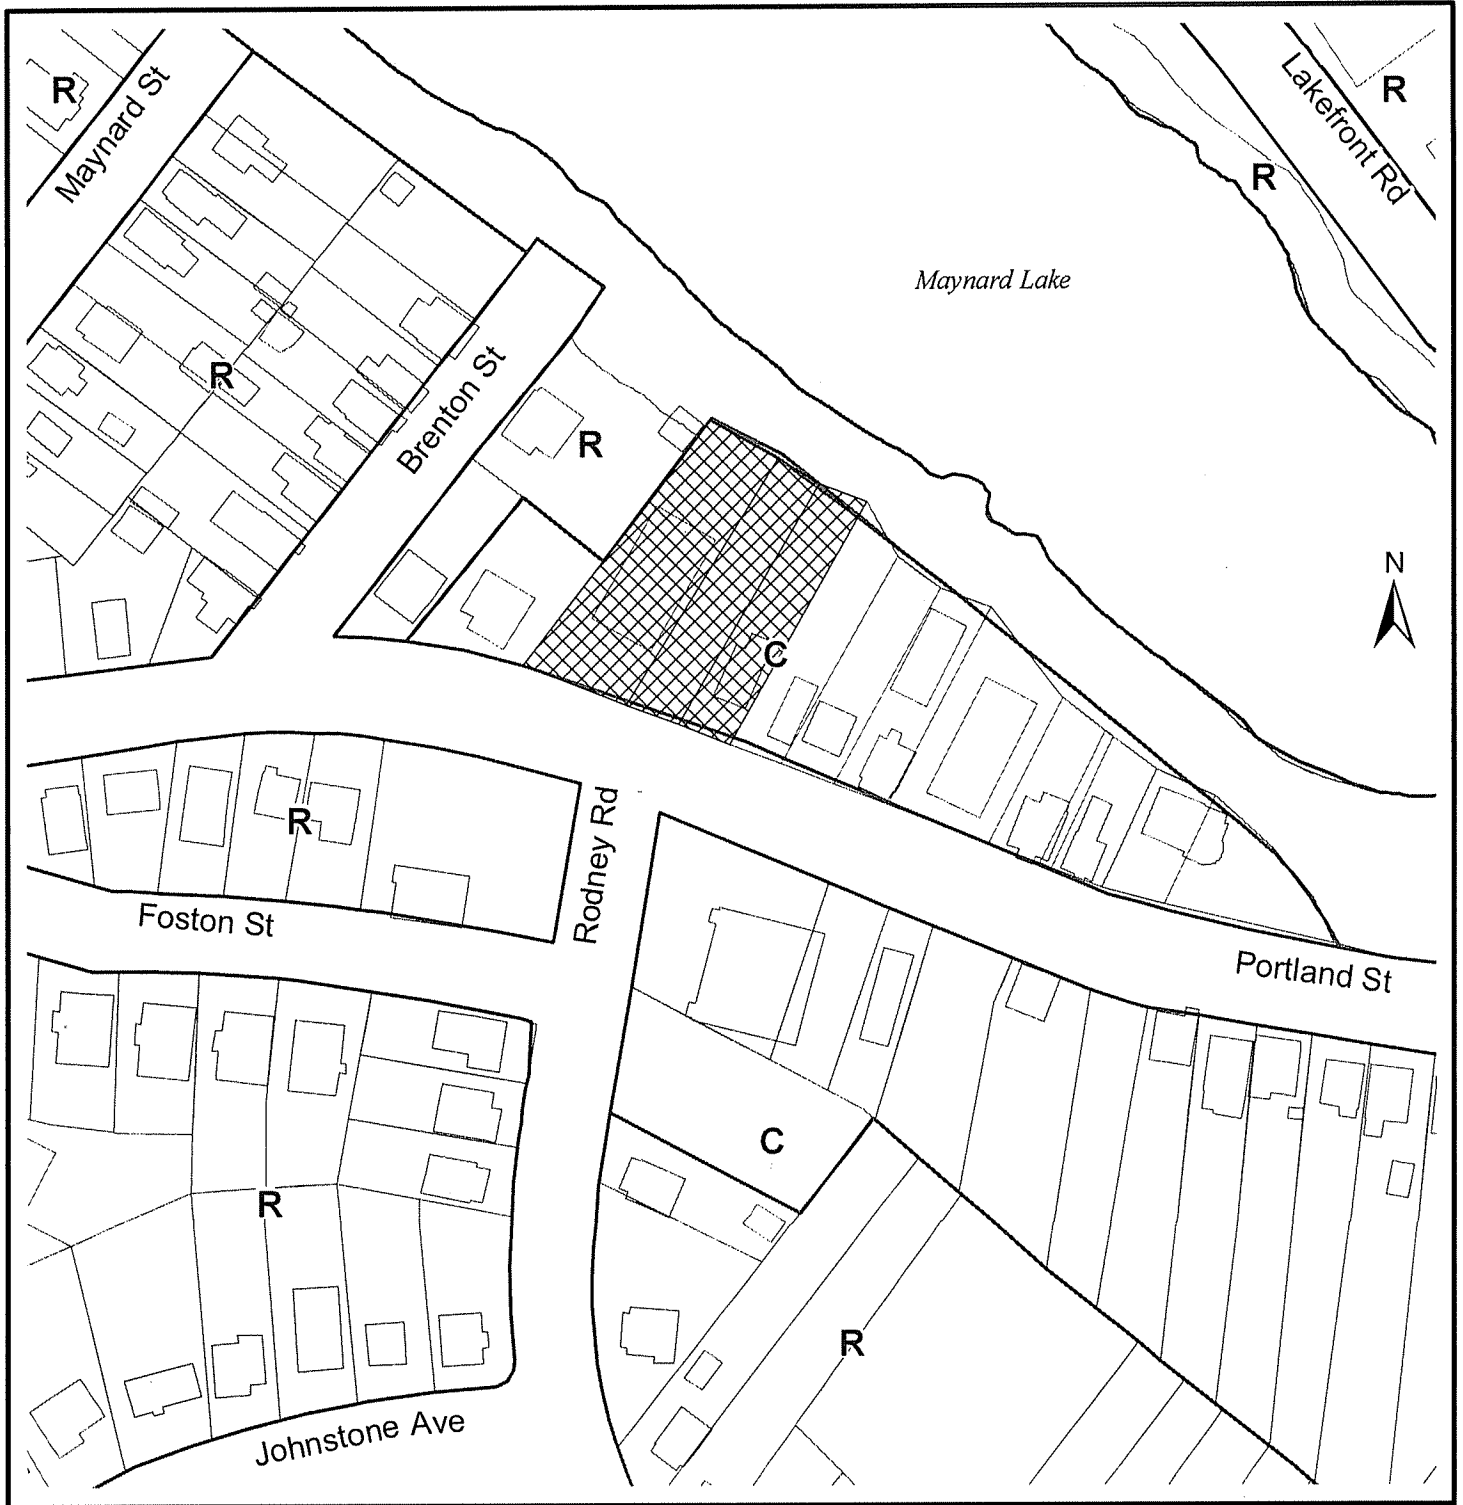 R
Maynard St
Lakefront Rd
R
R
Maynard Lake
R
Brenton St
R
N
C
R
Rodney Rd
Foston St
Portland St
C
R
R
Johnstone Ave